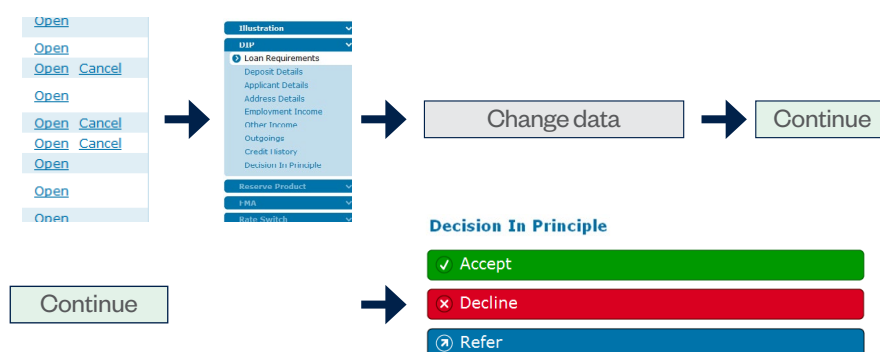 Open
Open
Open Cancel
Open
Open Cancel
Open Cancel
Open
Open
Open
Illustration
DIP
Loan Requirements
Deposit Details
Applicant Details
Address Details
Employment Income
Other Income
Outgoings
Credit History
Decision In Principle
Reserve Product
FMA
Rate Switch
Change data
Continue
Continue
Decision In Principle
Accept
Decline
Refer